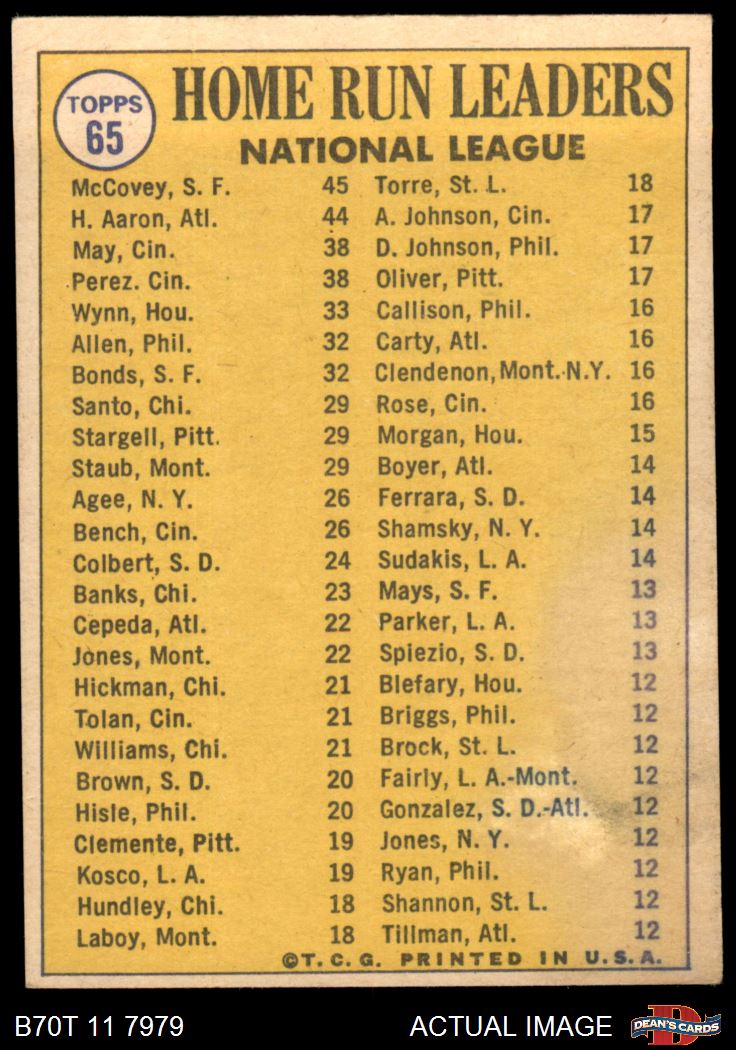 TOPPS
65
HOME RUN LEADERS
NATIONAL LEAGUE
McCovey, S. F. 45
H. Aaron, Atl. 44
May, Cin. 38
Perez. Cin. 38
Wynn, Hou. 33
Allen, Phil. 32
Bonds, S. F. 32
Santo, Chi. 29
Stargell, Pitt. 29
Staub, Mont. 29
Agee, N. Y. 26
Bench, Cin. 26
Colbert, S. D. 24
Banks, Chi. 23
Cepeda, Atl. 22
Jones, Mont. 22
Hickman, Chi. 21
Tolan, Cin. 21
Williams, Chi. 21
Brown, S. D. 20
Hisle, Phil. 20
Clemente, Pitt. 19
Kosco, L. A. 19
Hundley, Chi. 18
Laboy, Mont. 18
Torre, St. L. 18
A. Johnson, Cin. 17
D. Johnson, Phil. 17
Oliver, Pitt. 17
Callison, Phil. 16
Carty, Atl. 16
Clendenon, Mont.-N.Y. 16
Rose, Cin. 16
Morgan, Hou. 15
Boyer, Atl. 14
Ferrara, S. D. 14
Shamsky, N. Y. 14
Sudakis, L. A. 14
Mays, S. F. 13
Parker, L. A. 13
Spiezio, S. D. 13
Blefary, Hou. 12
Briggs, Phil. 12
Brock, St. L. 12
Fairly, L. A.-Mont. 12
Gonzalez, S. D.-Atl. 12
Jones, N. Y. 12
Ryan, Phil. 12
Shannon, St. L. 12
Tillman, Atl. 12
©T. C. G. PRINTED IN U. S. A.
B70T 11 7979
ACTUAL IMAGE
DEAN'S CARDS